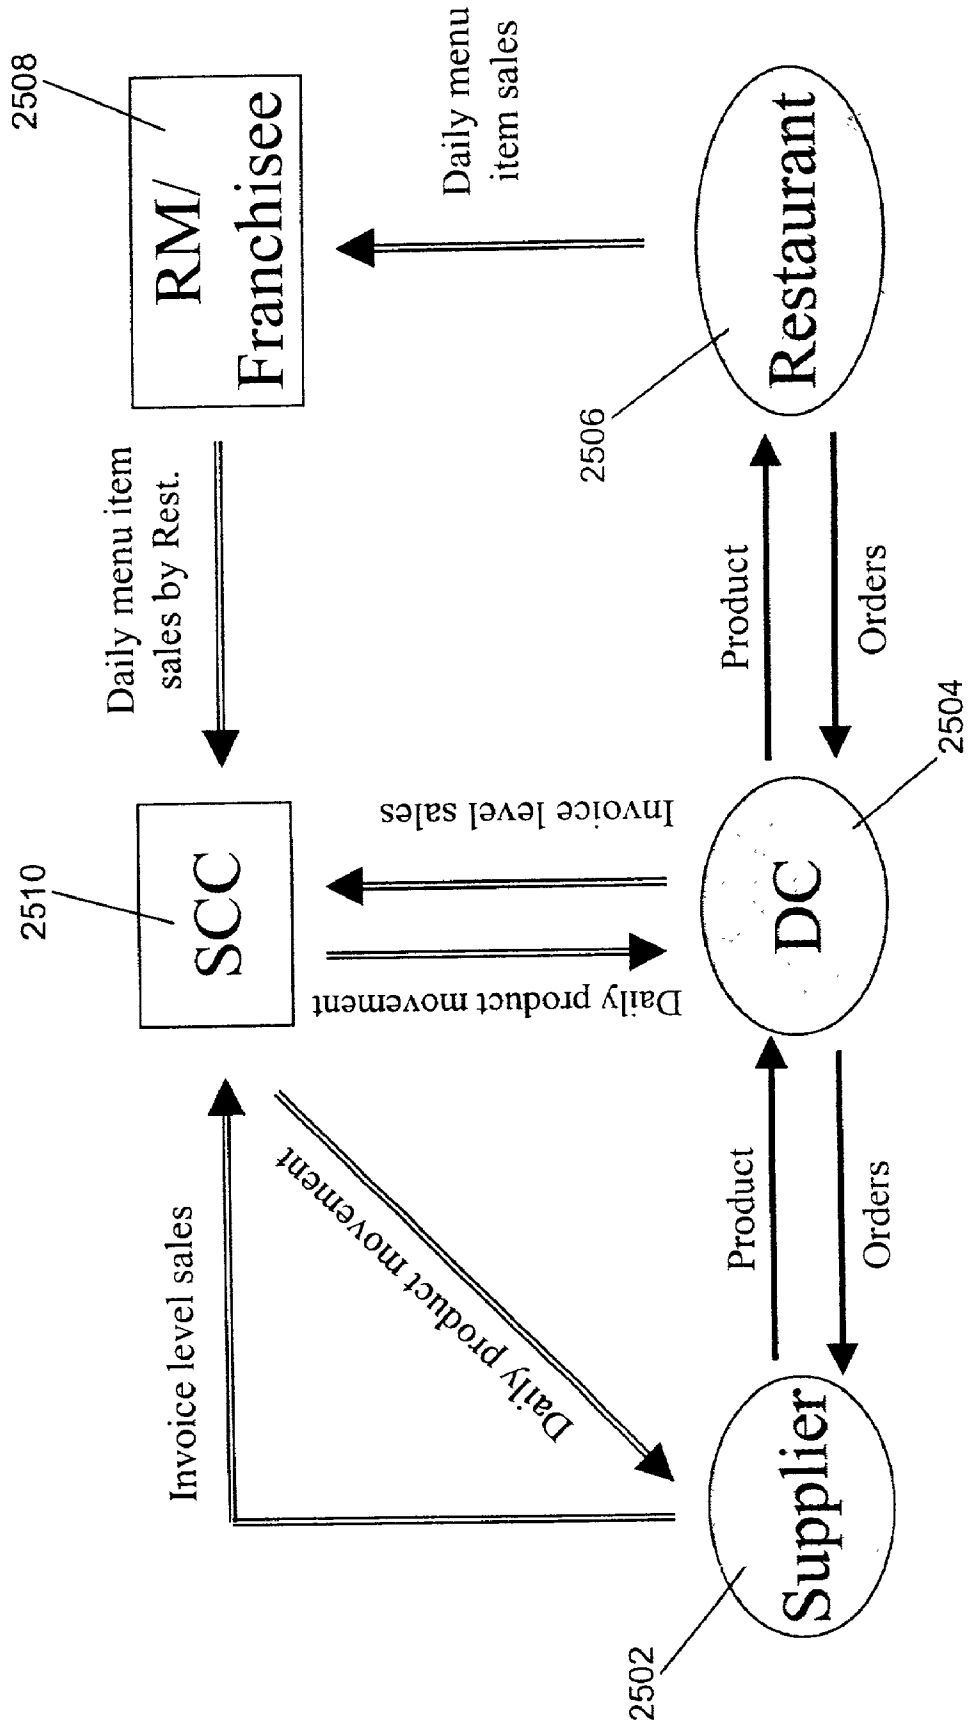 2510
SCC
2508
RM/
Franchisee
Invoice level sales
Daily menu item
sales by Rest.
Daily product movement
Daily product movement
Invoice level sales
Daily menu
item sales
2502
Supplier
Product
Orders
DC
2504
Product
Orders
2506
Restaurant